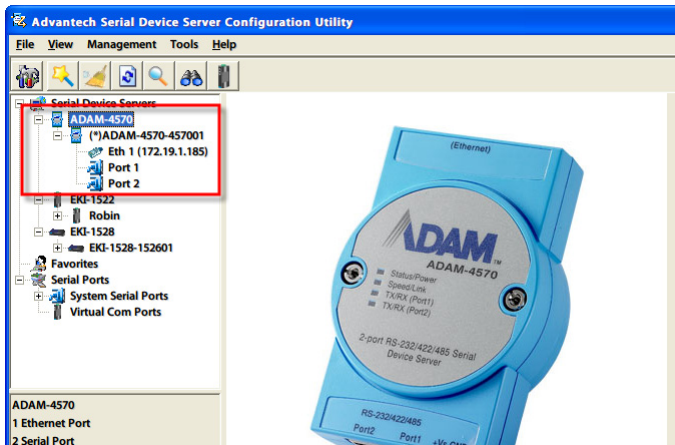 Advantech Serial Device Server Configuration Utility
File View Management Tools Help
Serial Device Servers
ADAM-4570
(*)ADAM-4570-457001
Eth 1 (172.19.1.185)
Port 1
Port 2
EKI-1522
Robin
EKI-1528
EKI-1528-152601
Favorites
Serial Ports
System Serial Ports
Virtual Com Ports
ADAM-4570
1 Ethernet Port
2 Serial Port
(Ethernet)
ADAM
ADAM-4570
Status/Power
Speed/Link
TX/RX (Port1)
TX/RX (Port2)
2-port RS-232/422/485 Serial
Device Server
RS-232/422/485
Port2 Port1 +Vs GND